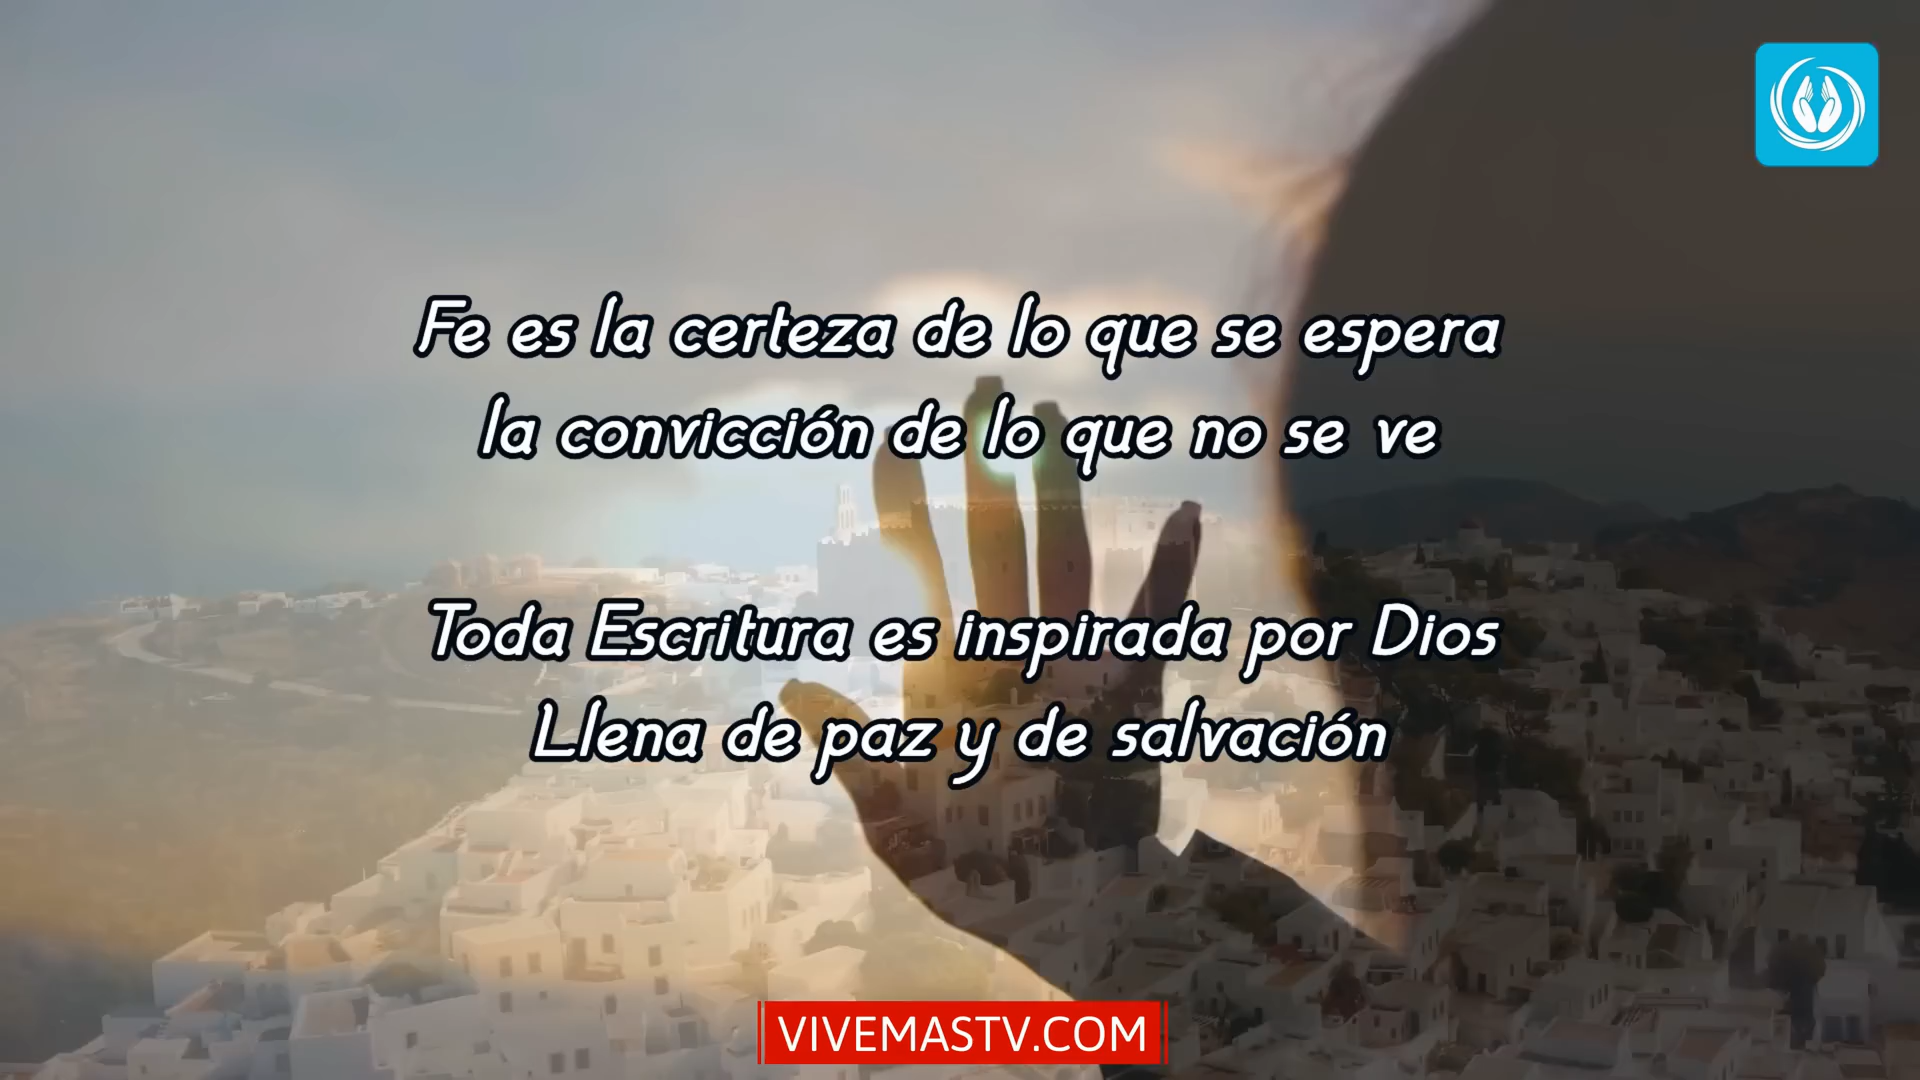 Fe es la certeza de lo que se espera
la convicción de lo que no se ve
Toda Escritura es inspirada por Dios
Llena de paz y de salvación
VIVEMASTV.COM